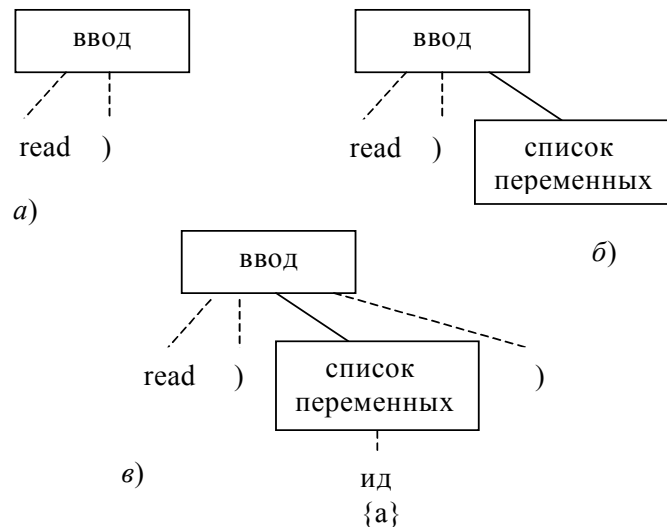 ввод
ввод
read )
read )
список
переменных
а)
б)
ввод
read )
список
переменных
)
в)
ид
{a}